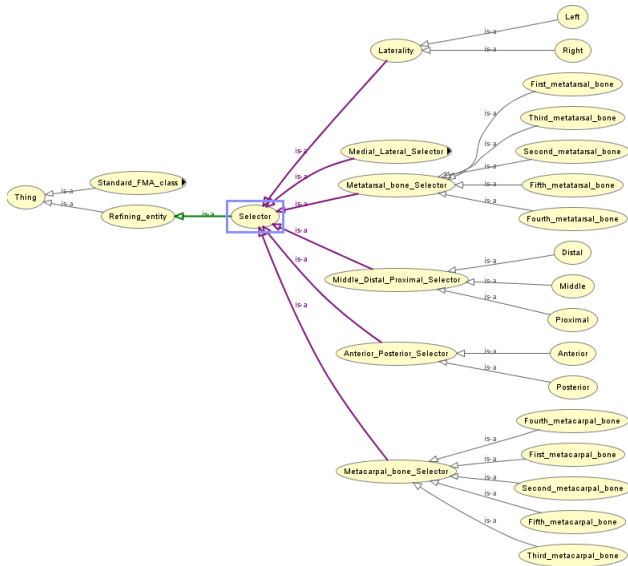 Left
is-a
Laterality
is-a
Right
First_metatarsal_bone
is-a
is-a
Third_metatarsal_bone
is-a
Medial_Lateral_Selector
is-a
Second_metatarsal_bone
is-a
Standard_FMA_class
is-a
Metatarsal_bone_Selector
is-a
Fifth_metatarsal_bone
is-a
Thing
is-a
is-a
is-a
Refining_entity
is-a
Selector
Fourth_metatarsal_bone
is-a
is-a
Distal
is-a
is-a
Middle_Distal_Proximal_Selector
is-a
Middle
is-a
is-a
Proximal
Anterior_Posterior_Selector
is-a
Anterior
is-a
Posterior
Fourth_metacarpal_bone
is-a
First_metacarpal_bone
is-a
Metacarpal_bone_Selector
is-a
Second_metacarpal_bone
is-a
Fifth_metacarpal_bone
is-a
Third_metacarpal_bone